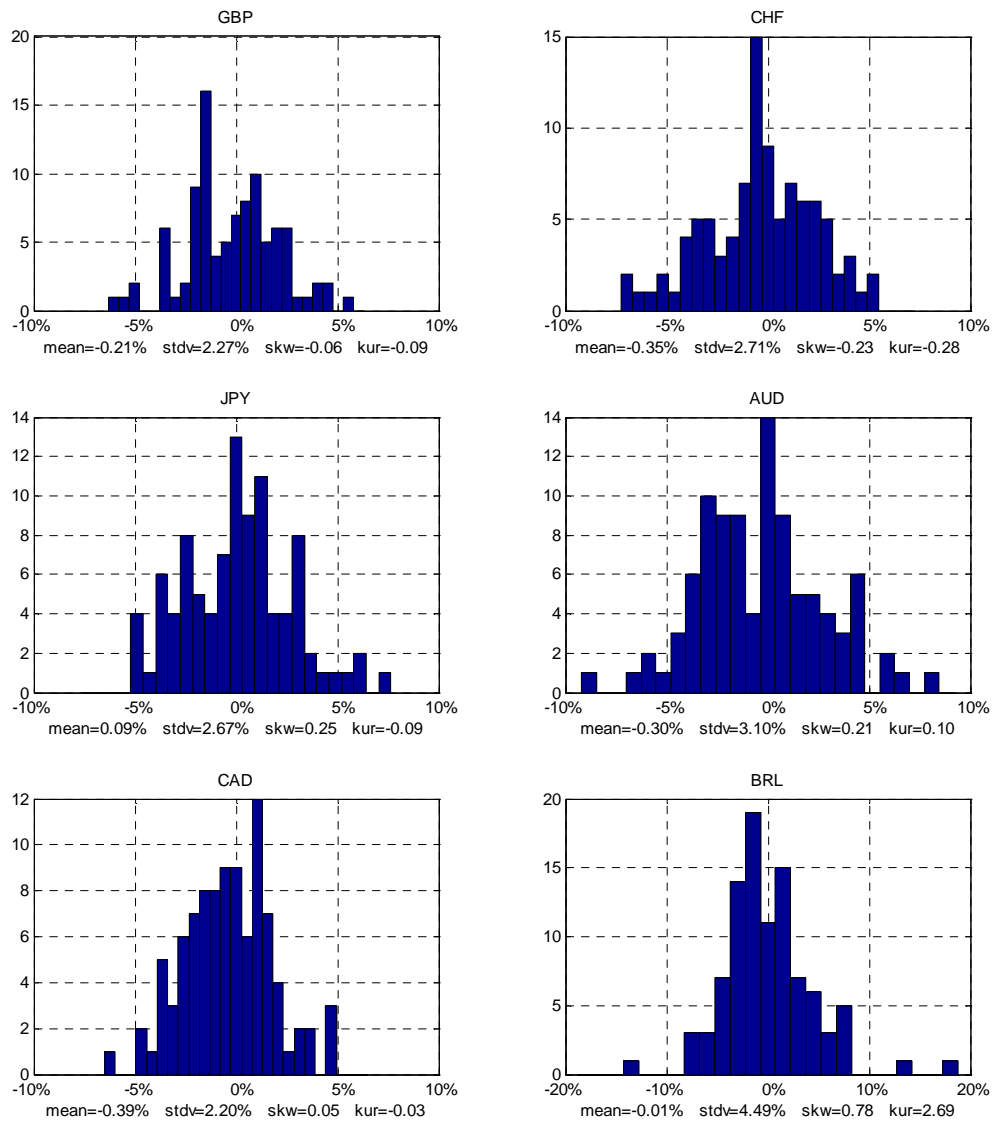 GBP
20
15
10
5
0
-10% -5% 0% 5% 10%
mean=-0.21% stdv=2.27% skw=-0.06 kur=-0.09
CHF
15
10
5
0
-10% -5% 0% 5% 10%
mean=-0.35% stdv=2.71% skw=-0.23 kur=-0.28
JPY
14
12
10
8
6
4
2
0
-10% -5% 0% 5% 10%
mean=0.09% stdv=2.67% skw=0.25 kur=-0.09
AUD
14
12
10
8
6
4
2
0
-10% -5% 0% 5% 10%
mean=-0.30% stdv=3.10% skw=0.21 kur=0.10
CAD
12
10
8
6
4
2
0
-10% -5% 0% 5% 10%
mean=-0.39% stdv=2.20% skw=0.05 kur=-0.03
BRL
20
15
10
5
0
-20% -10% 0% 10% 20%
mean=-0.01% stdv=4.49% skw=0.78 kur=2.69